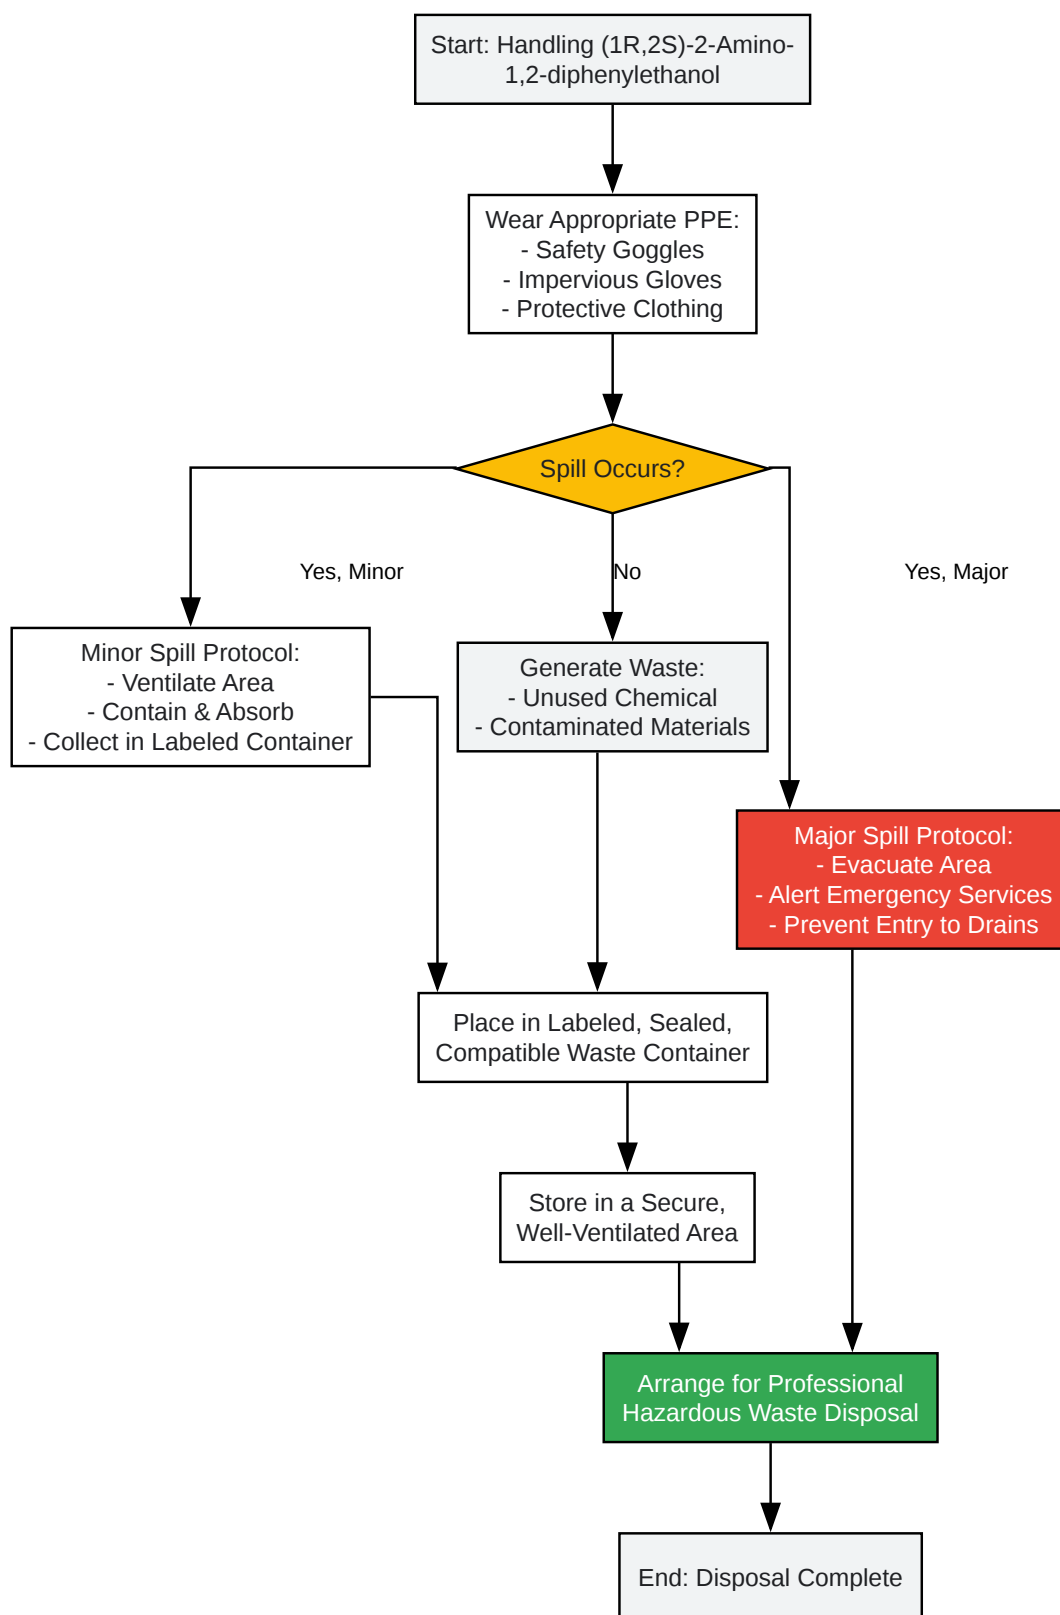 Start: Handling (1R,2S)-2-Amino-
1,2-diphenylethanol
Wear Appropriate PPE:
- Safety Goggles
- Impervious Gloves
- Protective Clothing
Spill Occurs?
Yes, Minor
No
Yes, Major
Minor Spill Protocol:
- Ventilate Area
- Contain & Absorb
- Collect in Labeled Container
Generate Waste:
- Unused Chemical
- Contaminated Materials
Major Spill Protocol:
- Evacuate Area
- Alert Emergency Services
- Prevent Entry to Drains
Place in Labeled, Sealed,
Compatible Waste Container
Store in a Secure,
Well-Ventilated Area
Arrange for Professional
Hazardous Waste Disposal
End: Disposal Complete